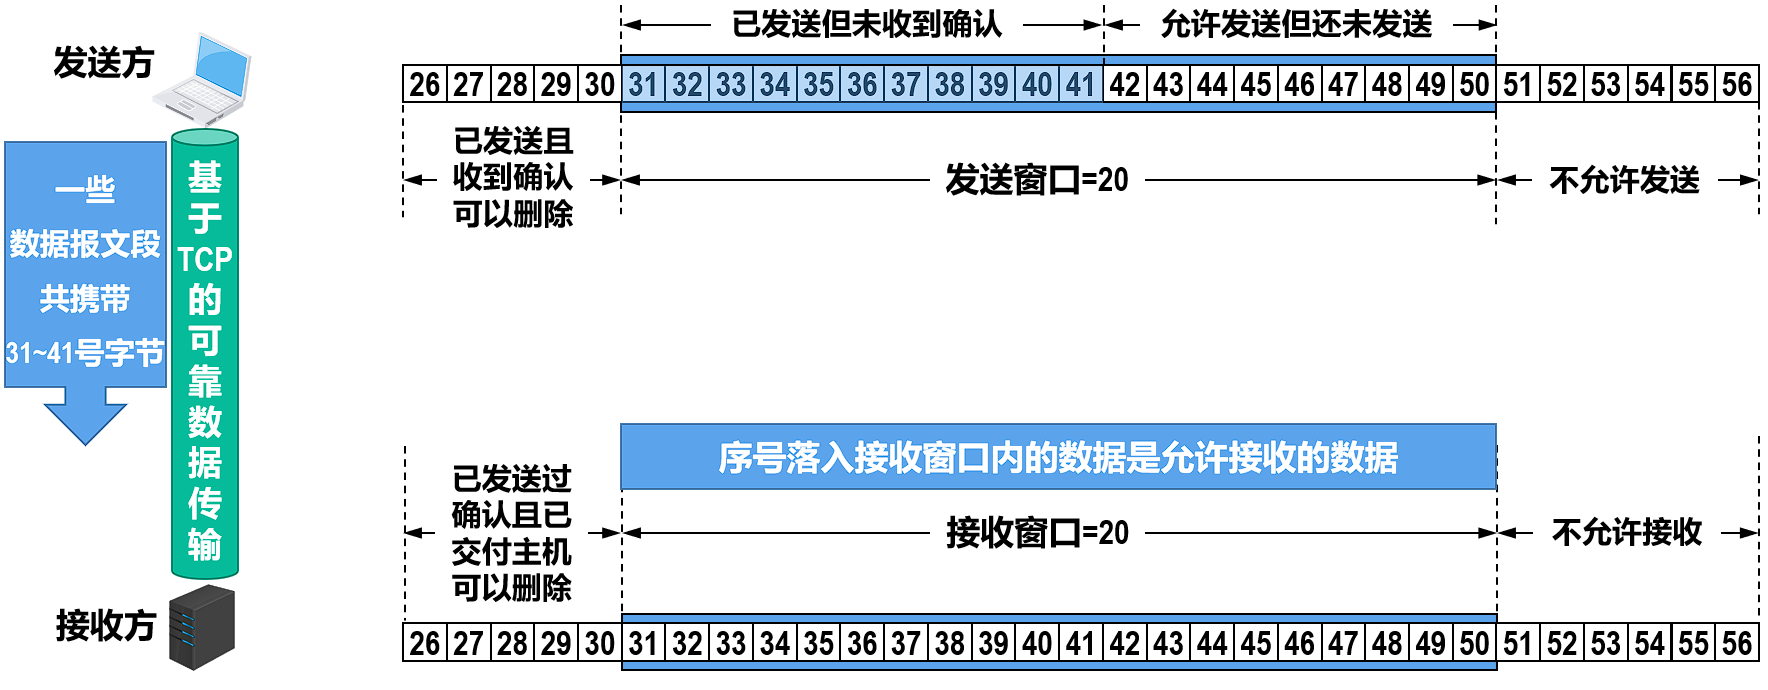 已发送但未收到确认
允许发送但还未发送
发送方
26 27 28 29 30 31 32 33 34 35 36 37 38 39 40 41 42 43 44 45 46 47 48 49 50 51 52 53 54 55 56
已发送且
收到确认
可以删除
发送窗口=20
不允许发送
一些
数据报文段
共携带
31~41号字节
基
于
TCP
的
可
靠
数
据
传
输
序号落入接收窗口内的数据是允许接收的数据
已发送过
确认且已
交付主机
可以删除
接收窗口=20
不允许接收
接收方
26 27 28 29 30 31 32 33 34 35 36 37 38 39 40 41 42 43 44 45 46 47 48 49 50 51 52 53 54 55 56